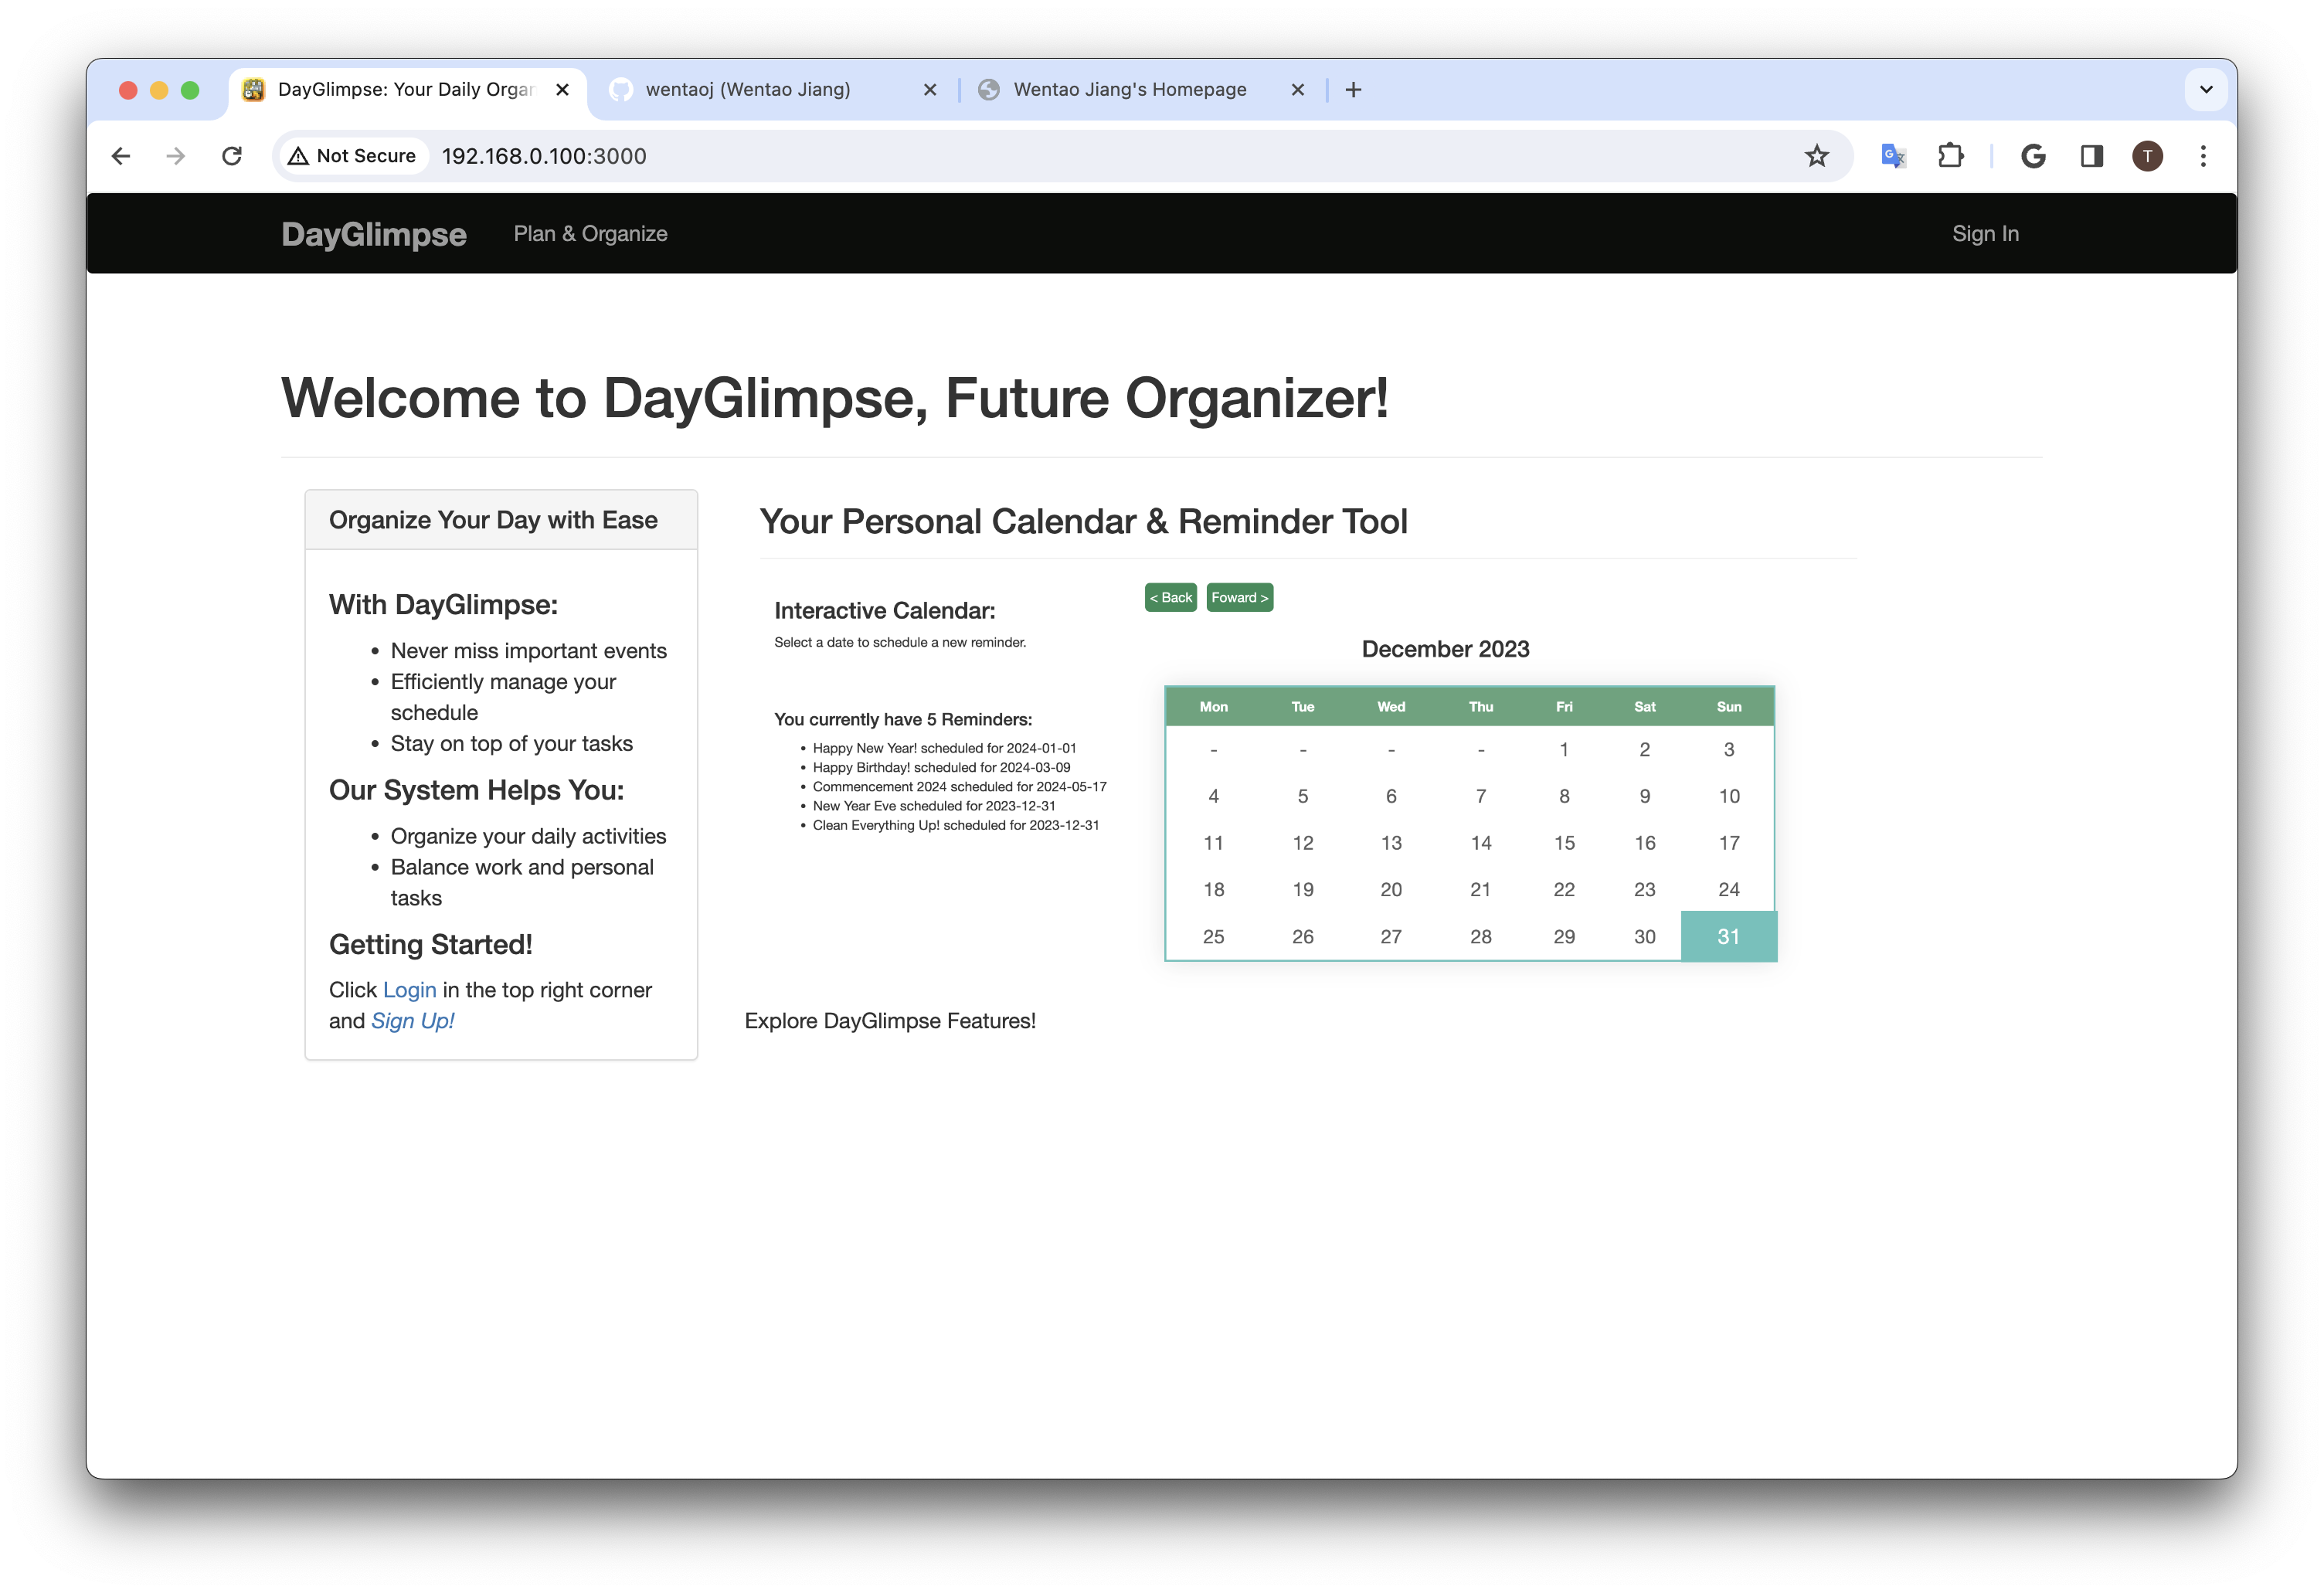 DayGlimpse: Your Daily Organ
wentaoj (Wentao Jiang)
Wentao Jiang's Homepage
Not Secure
192.168.0.100:3000
T
DayGlimpse
Plan & Organize
Sign In
Welcome to DayGlimpse, Future Organizer!
Organize Your Day with Ease
With DayGlimpse:
• Never miss important events
• Efficiently manage your
schedule
• Stay on top of your tasks
Our System Helps You:
• Organize your daily activities
• Balance work and personal
tasks
Getting Started!
Click Login in the top right corner
and Sign Up!
Your Personal Calendar & Reminder Tool
Interactive Calendar:
Select a date to schedule a new reminder.
You currently have 5 Reminders:
• Happy New Year! scheduled for 2024-01-01
• Happy Birthday! scheduled for 2024-03-09
• Commencement 2024 scheduled for 2024-05-17
• New Year Eve scheduled for 2023-12-31
• Clean Everything Up! scheduled for 2023-12-31
< Back Foward >
December 2023
Mon Tue Wed Thu Fri Sat Sun
- - - - 1 2 3
4 5 6 7 8 9 10
11 12 13 14 15 16 17
18 19 20 21 22 23 24
25 26 27 28 29 30 31
Explore DayGlimpse Features!